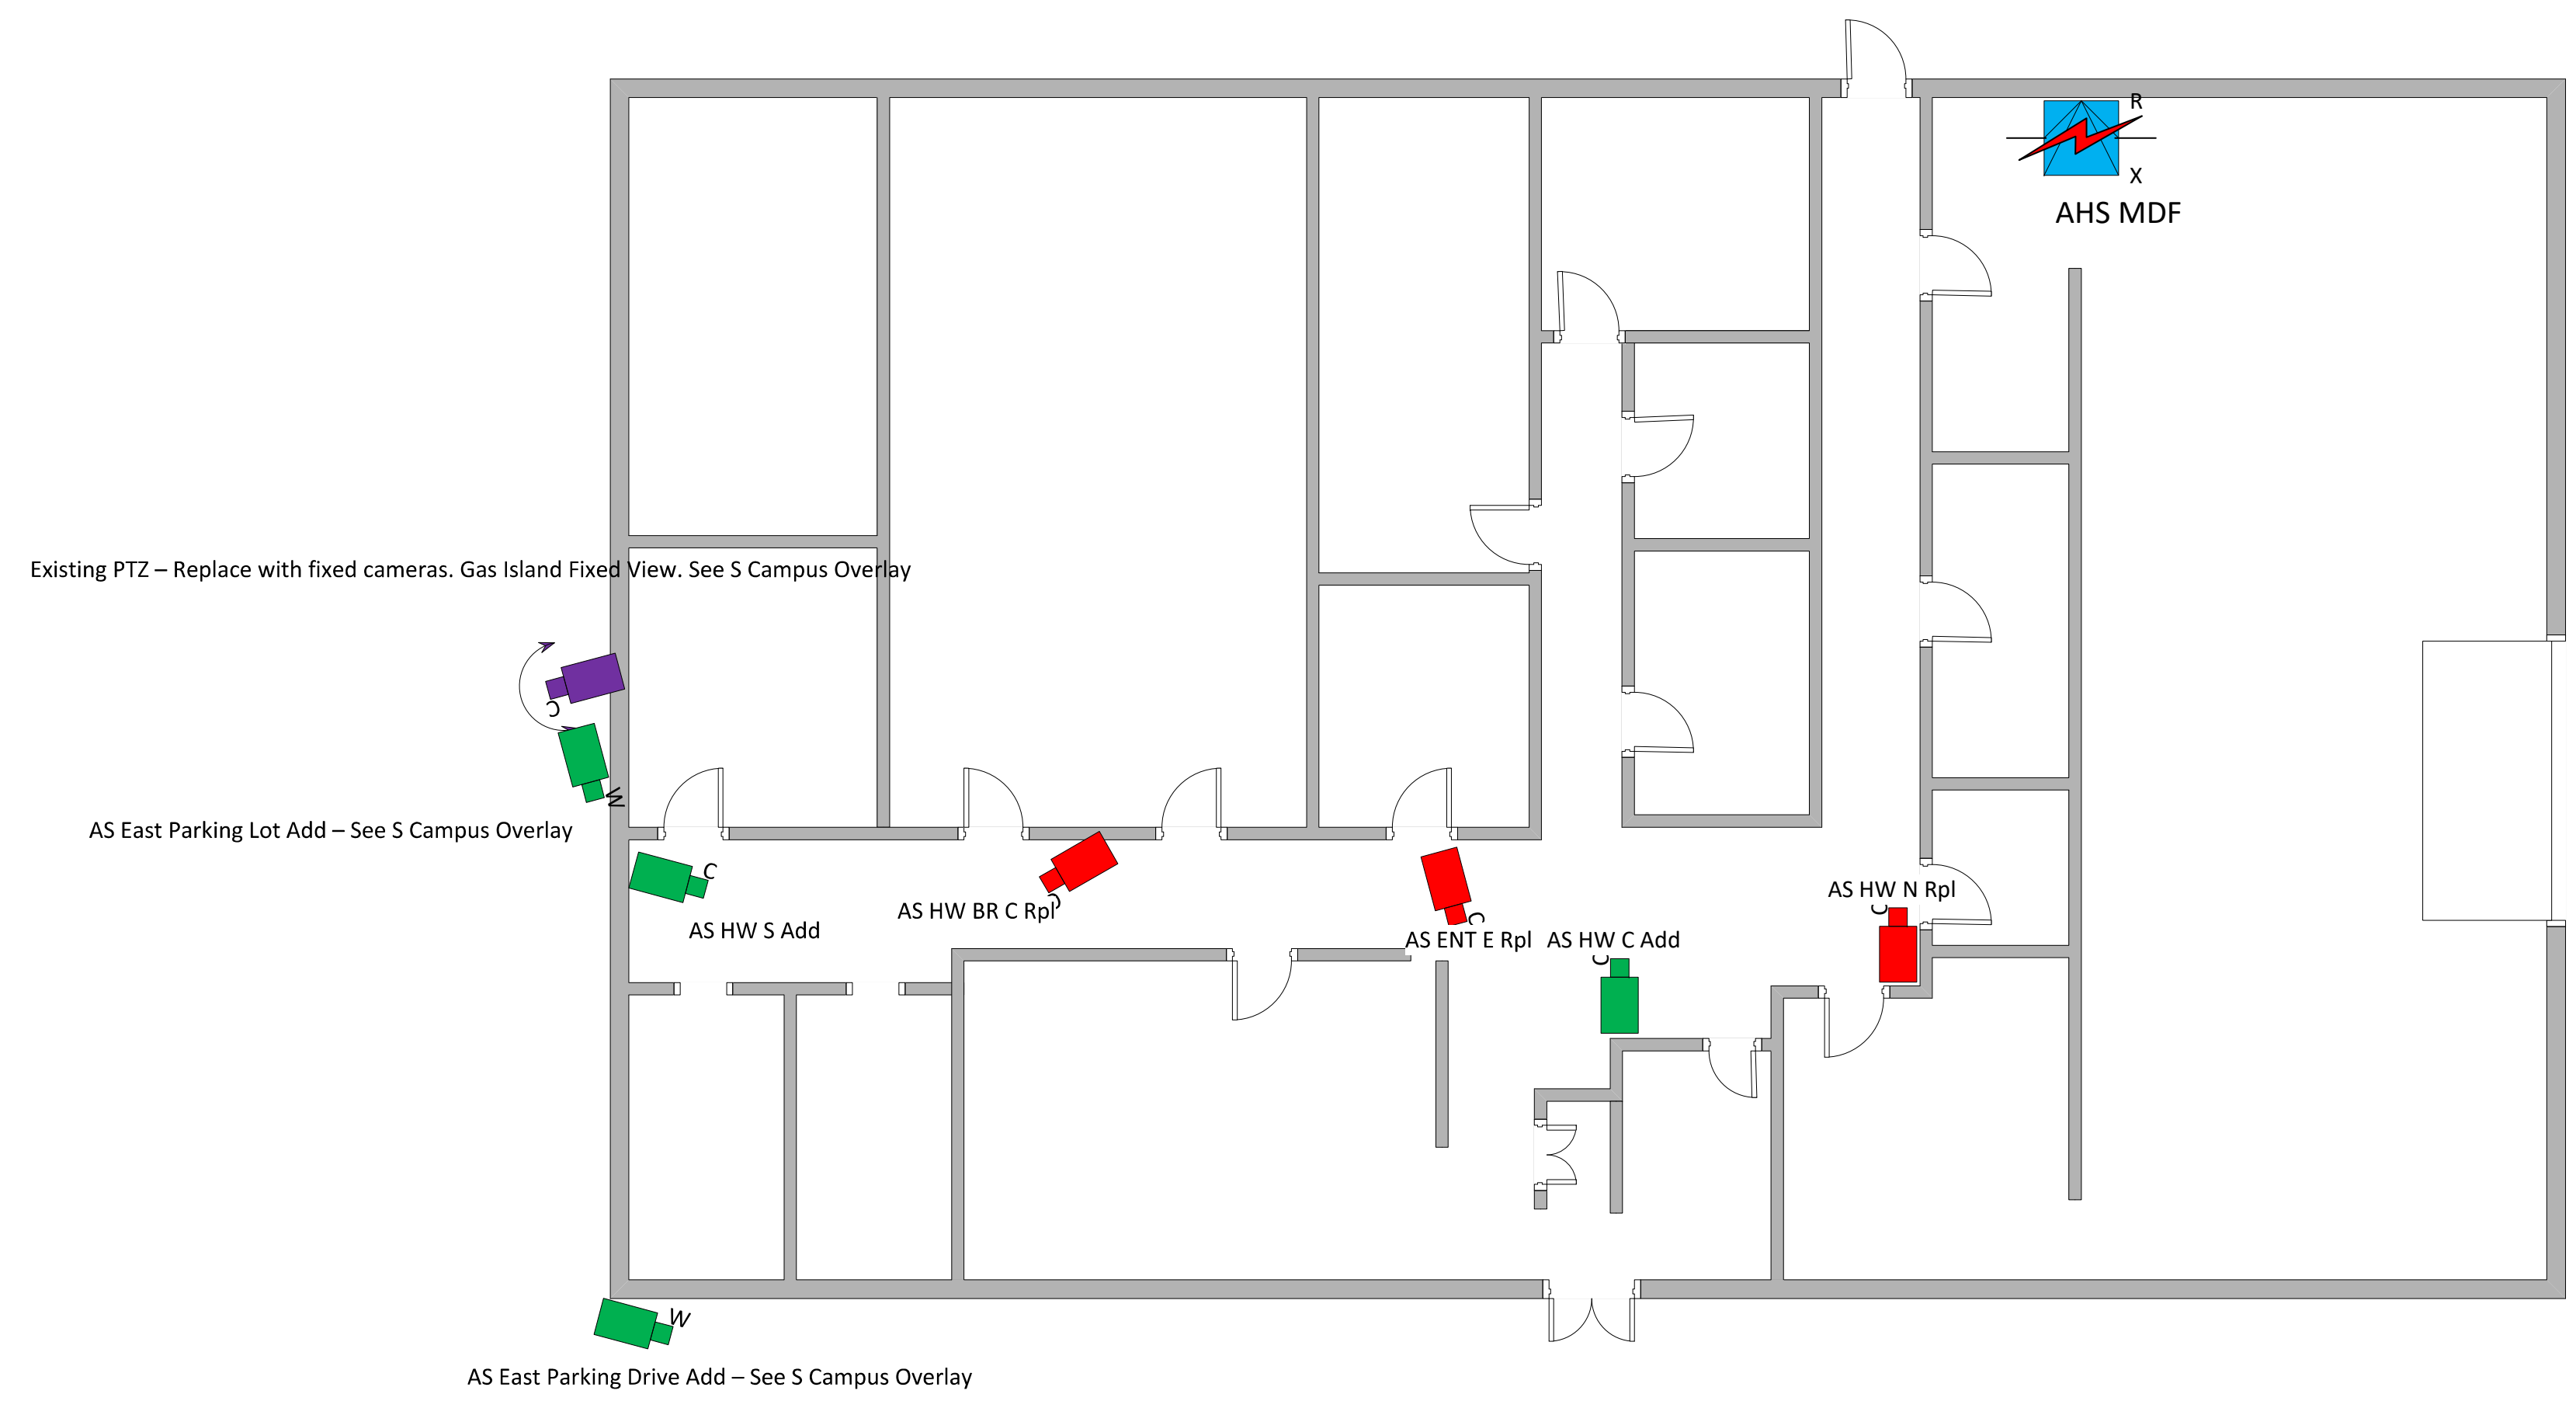 R
X
AHS MDF
Existing PTZ – Replace with fixed cameras. Gas Island Fixed View. See S Campus Overlay
C
W
AS East Parking Lot Add – See S Campus Overlay
C
AS HW S Add
C
AS HW BR C Rpl
C
AS ENT E Rpl
AS HW C Add
C
AS HW N Rpl
C
W
AS East Parking Drive Add – See S Campus Overlay